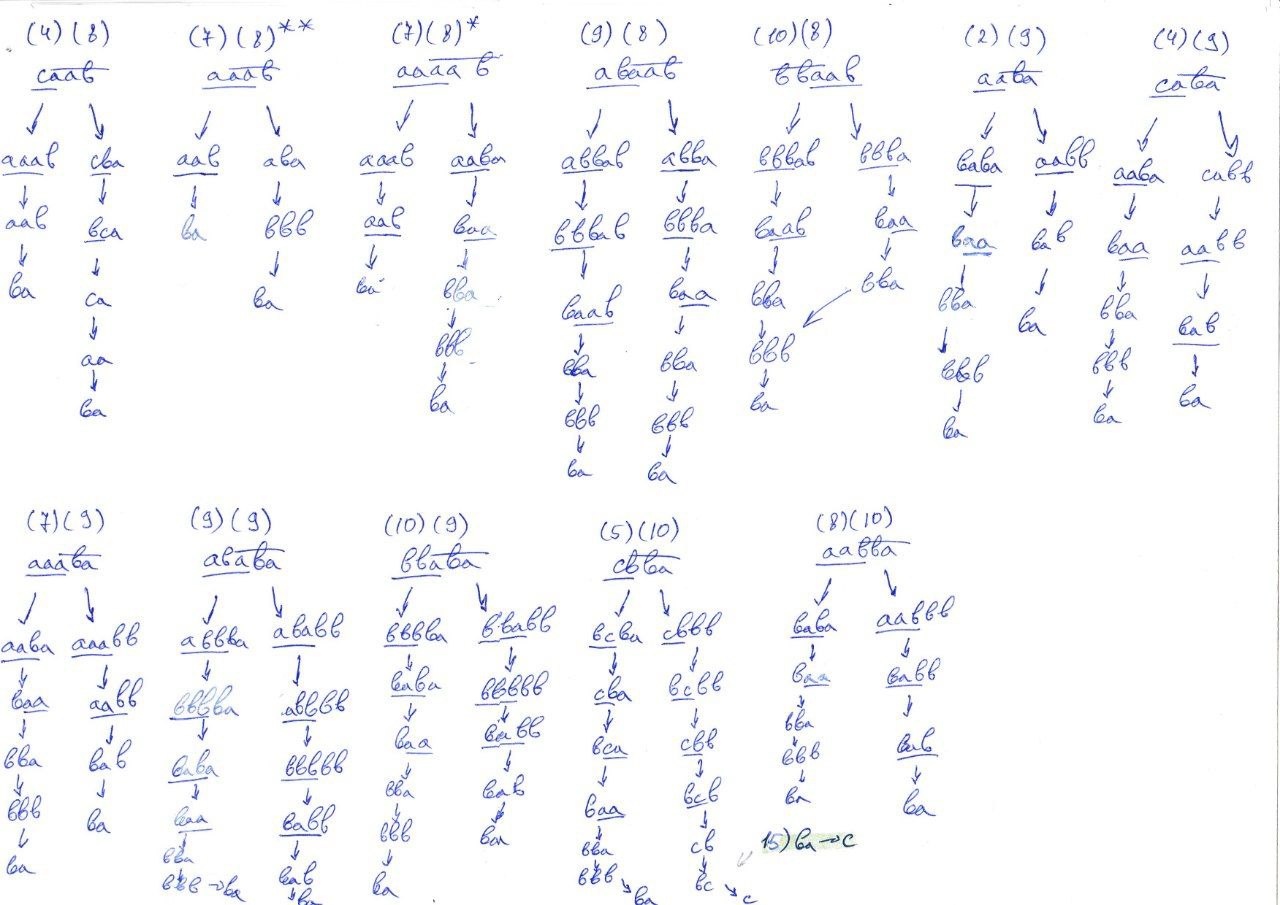 (4)(8) (7)(8)** (7)(8)* (9)(8) (10)(8) (2)(9) (4)(9)
caab aaab aaaab abaab bbaab aaba caba
aaab cba aab aba aaab aaba abbab abba bbbab bbba baba aabb aaba cabb
aab bca ba bbb aab baa bbbab bbba baab baa baa bab baa aabb
ba ca ba ba bba baab baa bba bba bba ba bba bab
aa bbb bba bba bbb bbb bbb ba
ba ba bbb bbb ba ba ba
ba ba
(7)(9) (9)(9) (10)(9) (5)(10) (8)(10)
aaaba ababa bbaba cbba aabba
aaba aaabb abbba ababb bbbba bbabb bcba cbbb baba aabbb
baa aabb bbbba abbbb baba bbbbb cba bcbb baa babb
bba bab baba bbbbb baa babb bca cbb bba bab
bbb ba baa babb bba bab baa bcb bbb ba
ba bba bab bbb ba bba cb ba
bbb → ba ba ba bbb ba bc c
15) ba → c